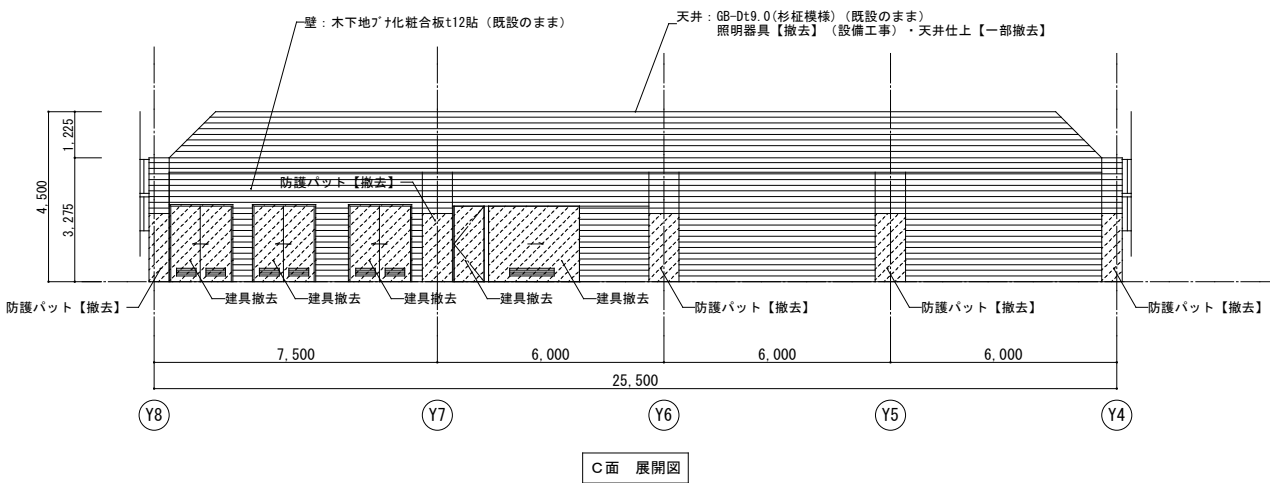 壁：木下地ﾌﾞﾅ化粧合板t12貼（既設のまま）
天井：GB-Dt9.0(杉柾模様)（既設のまま）
照明器具【撤去】（設備工事）・天井仕上【一部撤去】
1,225
4,500
3,275
防護パット【撤去】
防護パット【撤去】
建具撤去
建具撤去
建具撤去
建具撤去
建具撤去
防護パット【撤去】
防護パット【撤去】
防護パット【撤去】
7,500
6,000
6,000
6,000
25,500
Y8
Y7
Y6
Y5
Y4
C面　展開図